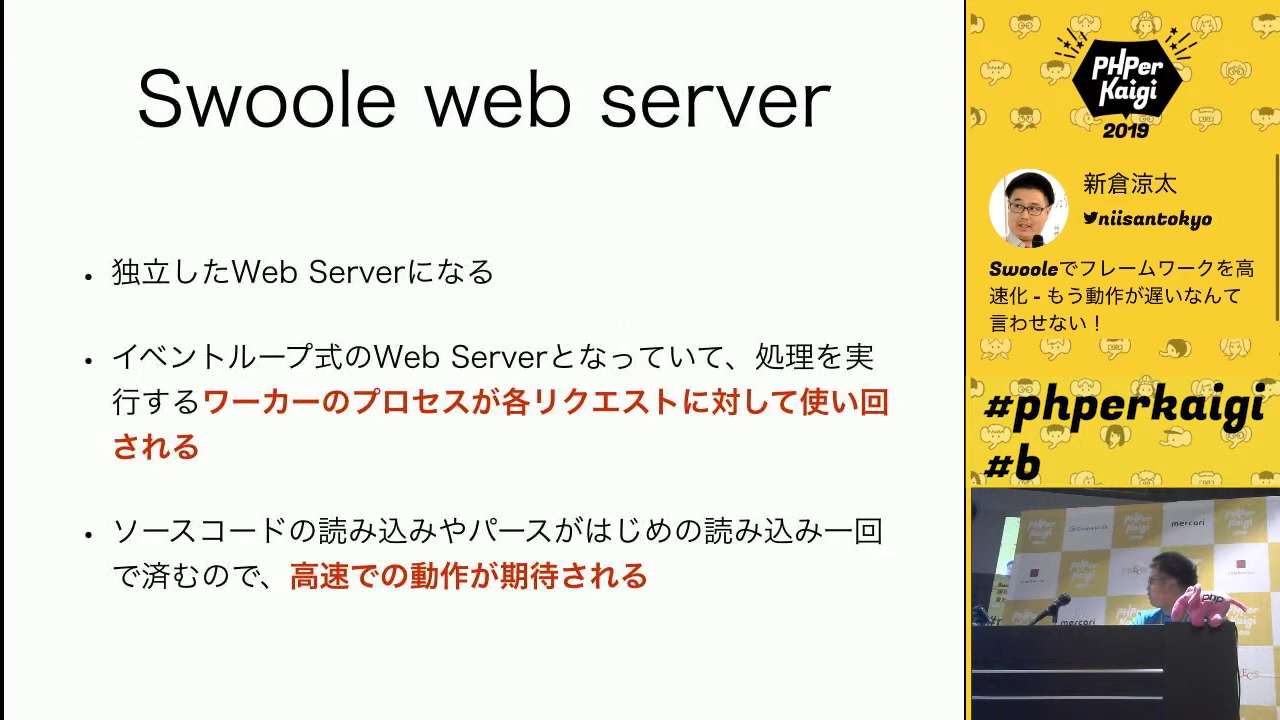 Swoole web server
・独立したWeb Serverになる
・イベントループ式のWeb Serverとなっていて、処理を実
行するワーカーのプロセスが各リクエストに対して使い回
される
・ソースコードの読み込みやパースがはじめの読み込み一回
で済むので、高速での動作が期待される
PHPer
Kaigi
2019
新倉涼太
niisantokyo
Swooleでフレームワークを高
速化 - もう動作が遅いなんて
言わせない！
#phperkaigi
#b
PHPer
Kaigi
mercari
PHPer
Kaigi
mercari
PHPer
Kaigi
php